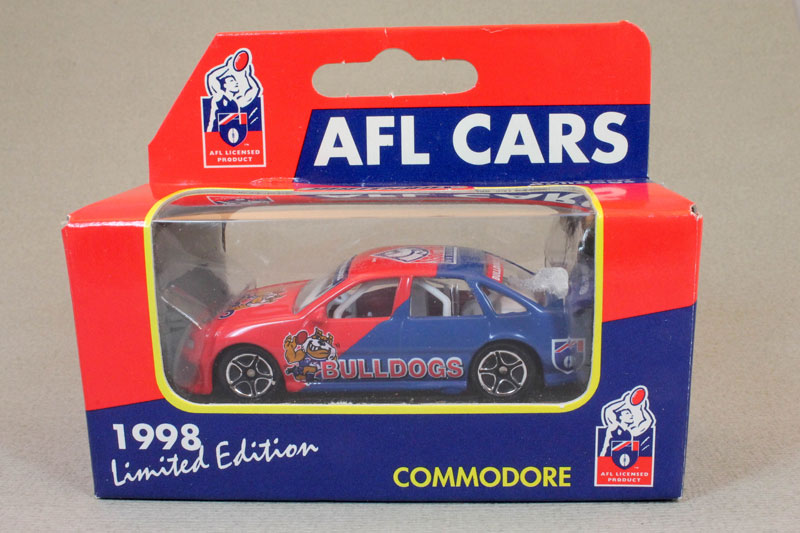 AFL LICENSED
PRODUCT
AFL CARS
BULLDOGS
1998
Limited Edition
COMMODORE
AFL LICENSED
PRODUCT